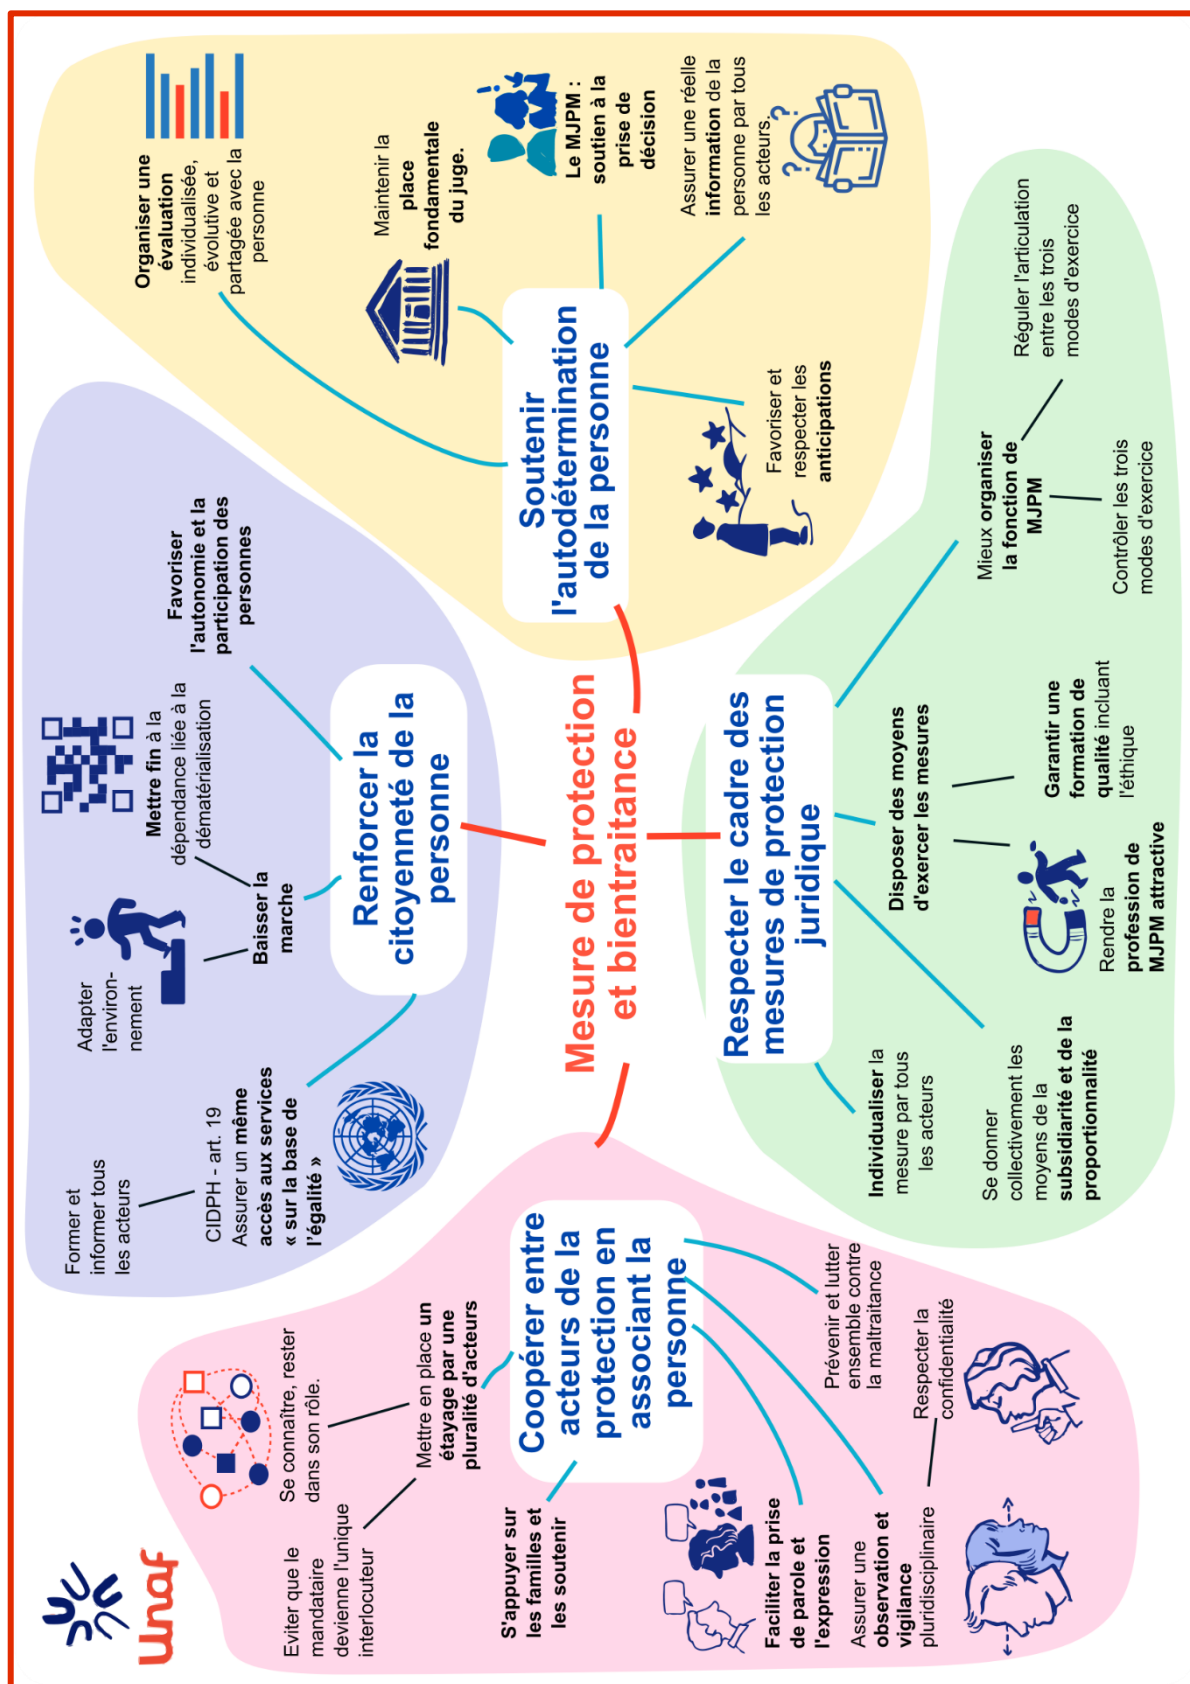 unaf
Mesure de protection
et bientraitance
Coopérer entre
acteurs de la
protection en
associant la
personne
Se connaître, rester
dans son rôle.
Eviter que le
mandataire
devienne l'unique
interlocuteur
Mettre en place un
étayage par une
pluralité d'acteurs
S'appuyer sur
les familles et
les soutenir
Faciliter la prise
de parole et
l'expression
Assurer une
observation et
vigilance
pluridisciplinaire
Respecter la
confidentialité
Prévenir et lutter
ensemble contre
la maltraitance
Renforcer la
citoyenneté de la
personne
Former et
informer tous
les acteurs
CIDPH - art. 19
Assurer un même
accès aux services
« sur la base de
l'égalité »
Adapter
l'environ-
nement
Baisser la
marche
Mettre fin à la
dépendance liée à la
dématérialisation
Favoriser
l'autonomie et la
participation des
personnes
Soutenir
l'autodétermination
de la personne
Organiser une
évaluation
individualisée,
évolutive et
partagée avec la
personne
Maintenir la
place
fondamentale
du juge.
Le MJPM :
soutien à la
prise de
décision
Assurer une réelle
information de la
personne par tous
les acteurs.
Favoriser et
respecter les
anticipations
Respecter le cadre des
mesures de protection
juridique
Individualiser la
mesure par tous
les acteurs
Se donner
collectivement les
moyens de la
subsidiarité et de la
proportionnalité
Disposer des moyens
d'exercer les mesures
Rendre la
profession de
MJPM attractive
Garantir une
formation de
qualité incluant
l'éthique
Mieux organiser
la fonction de
MJPM
Contrôler les trois
modes d'exercice
Réguler l'articulation
entre les trois
modes d'exercice